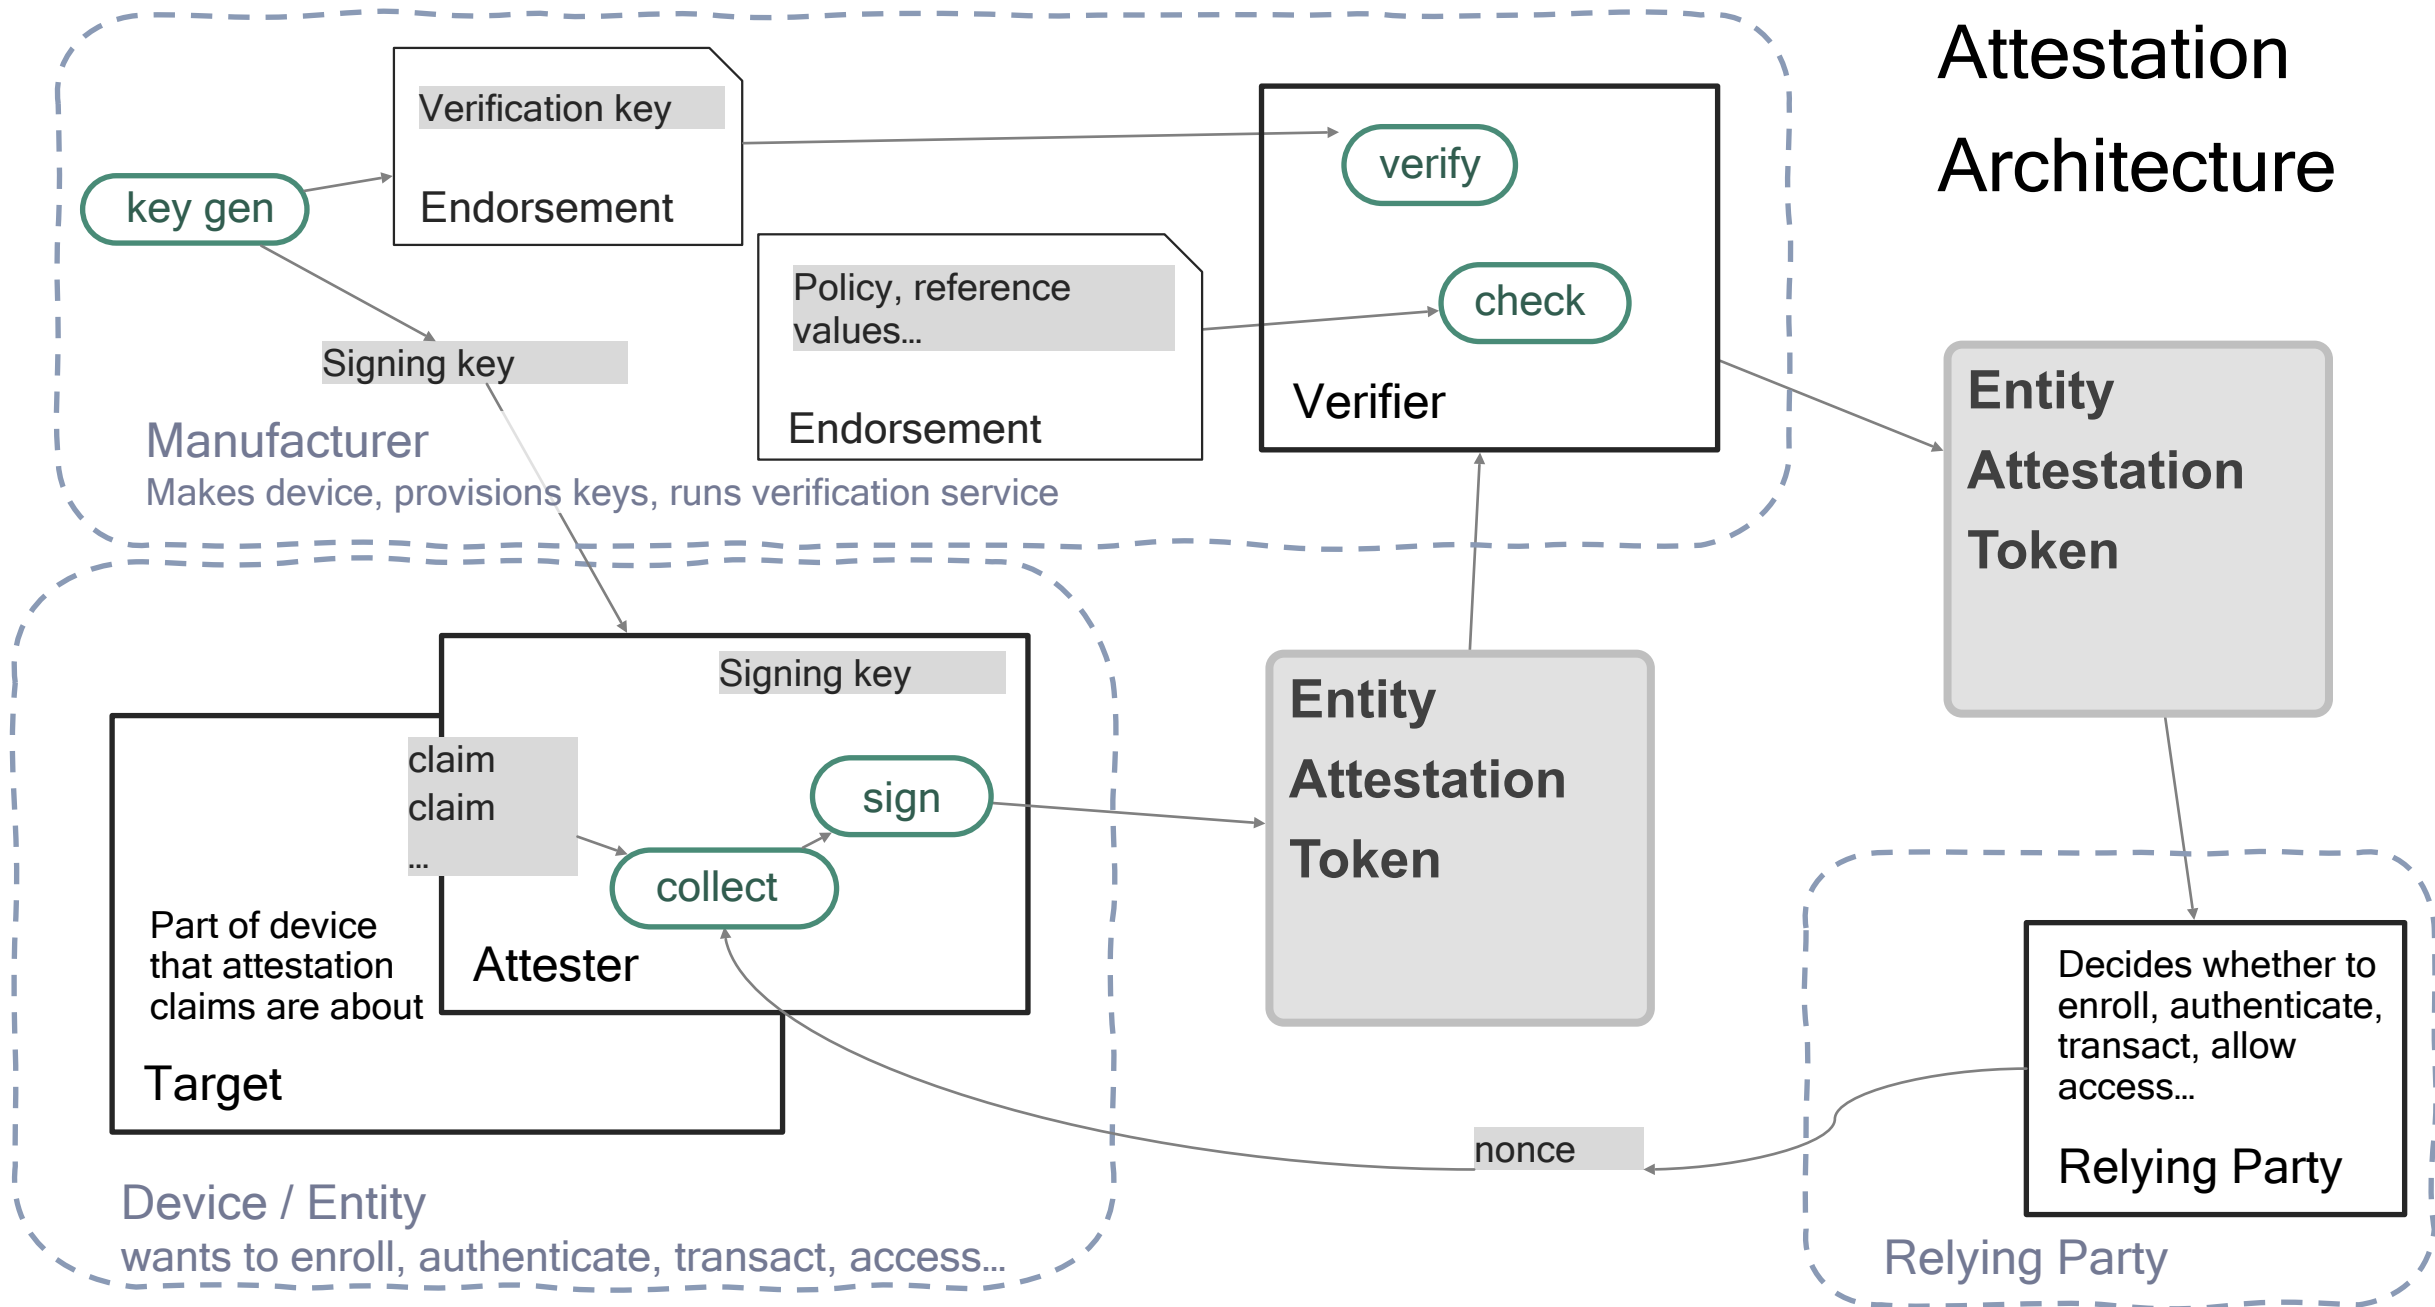 Attestation
Architecture
Verification key
Endorsement
key gen
verify
check
Policy, reference
values...
Endorsement
Verifier
Signing key
Manufacturer
Makes device, provisions keys, runs verification service
Entity
Attestation
Token
Signing key
claim
claim
...
sign
collect
Part of device
that attestation
claims are about
Attester
Target
Entity
Attestation
Token
Decides whether to
enroll, authenticate,
transact, allow
access...
Relying Party
nonce
Device / Entity
wants to enroll, authenticate, transact, access...
Relying Party